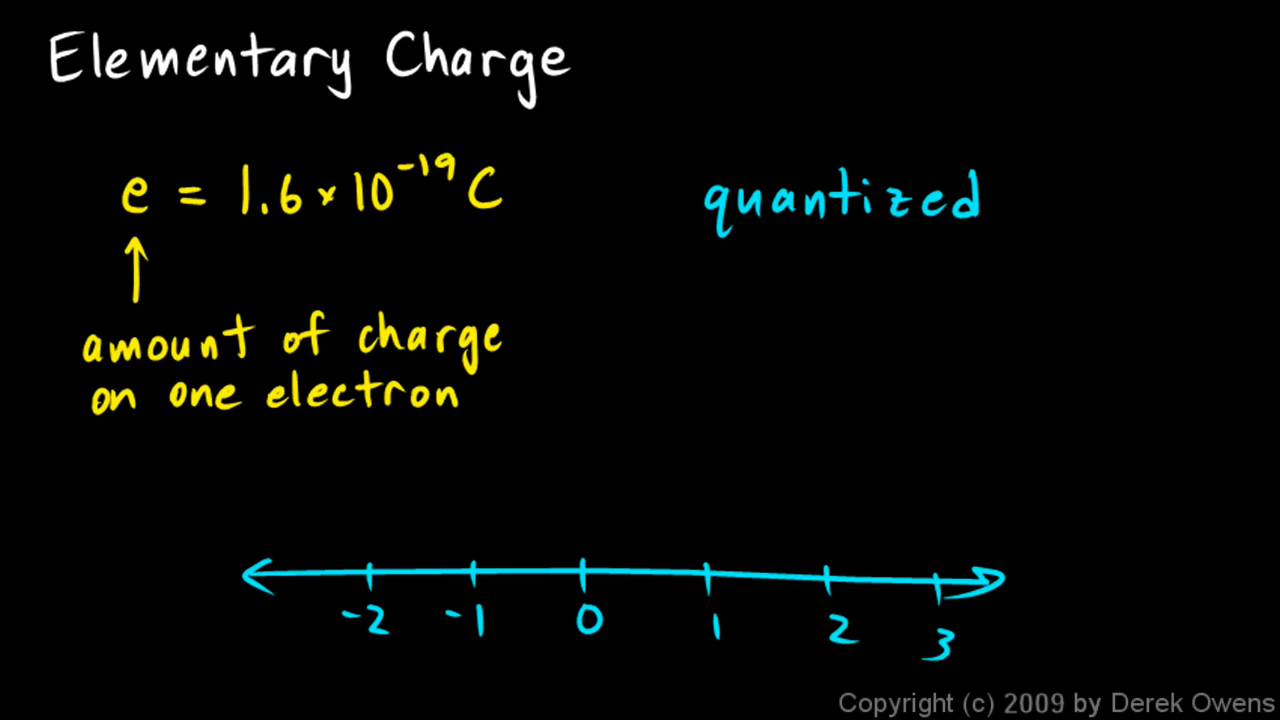 Elementary Charge
e = 1.6 × 10⁻¹⁹ C
quantized
amount of charge
on one electron
-2 -1 0 1 2 3
Copyright (c) 2009 by Derek Owens